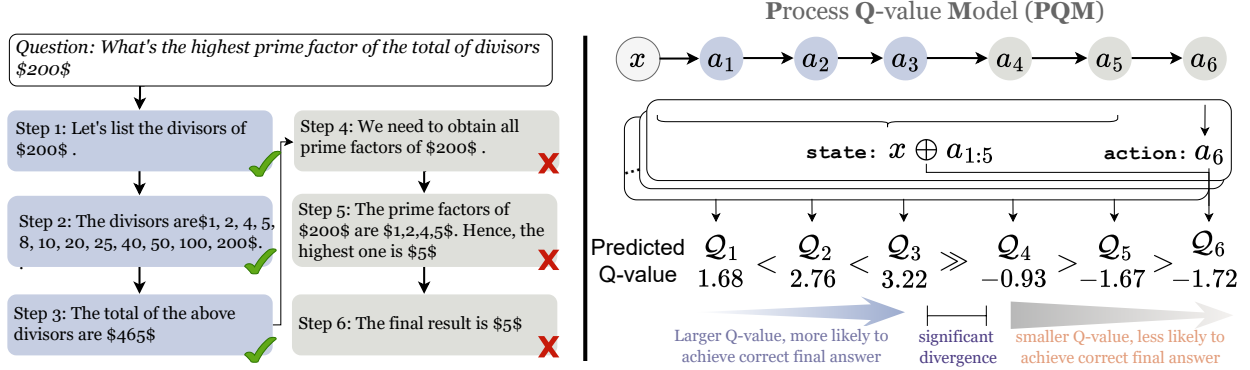 Question: What's the highest prime factor of the total of divisors
$200$
Step 1: Let's list the divisors of
$200$ .
Step 2: The divisors are$1, 2, 4, 5,
8, 10, 20, 25, 40, 50, 100, 200$.
.
Step 3: The total of the above
divisors are $465$
Step 4: We need to obtain all
prime factors of $200$ .
Step 5: The prime factors of
$200$ are $1,2,4,5$. Hence, the
highest one is $5$
Step 6: The final result is $5$
Process Q-value Model (PQM)
x a₁ a₂ a₃ a₄ a₅ a₆
state: x ⊕ a₁:₅ action: a₆
...
Predicted
Q-value
Q₁ Q₂ Q₃ Q₄ Q₅ Q₆
1.68 < 2.76 < 3.22 ≫ −0.93 > −1.67 > −1.72
Larger Q-value, more likely to
achieve correct final answer
significant
divergence
smaller Q-value, less likely to
achieve correct final answer